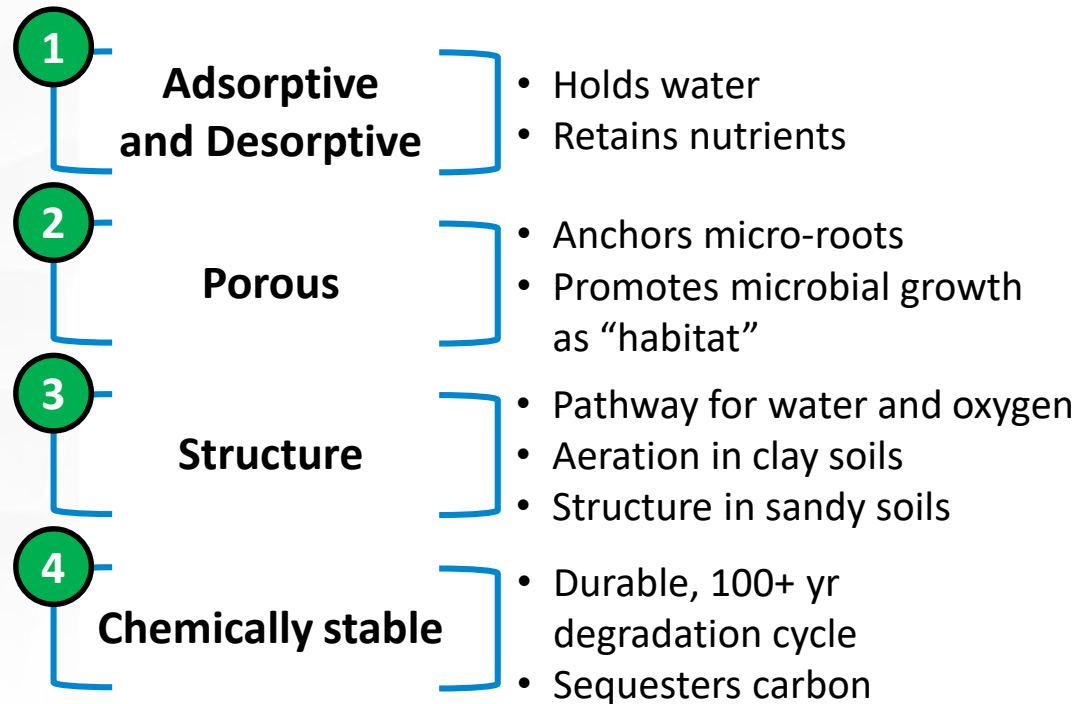 1
Adsorptive
and Desorptive
• Holds water
• Retains nutrients
2
Porous
• Anchors micro-roots
• Promotes microbial growth
as “habitat”
3
Structure
• Pathway for water and oxygen
• Aeration in clay soils
• Structure in sandy soils
4
Chemically stable
• Durable, 100+ yr
degradation cycle
• Sequesters carbon